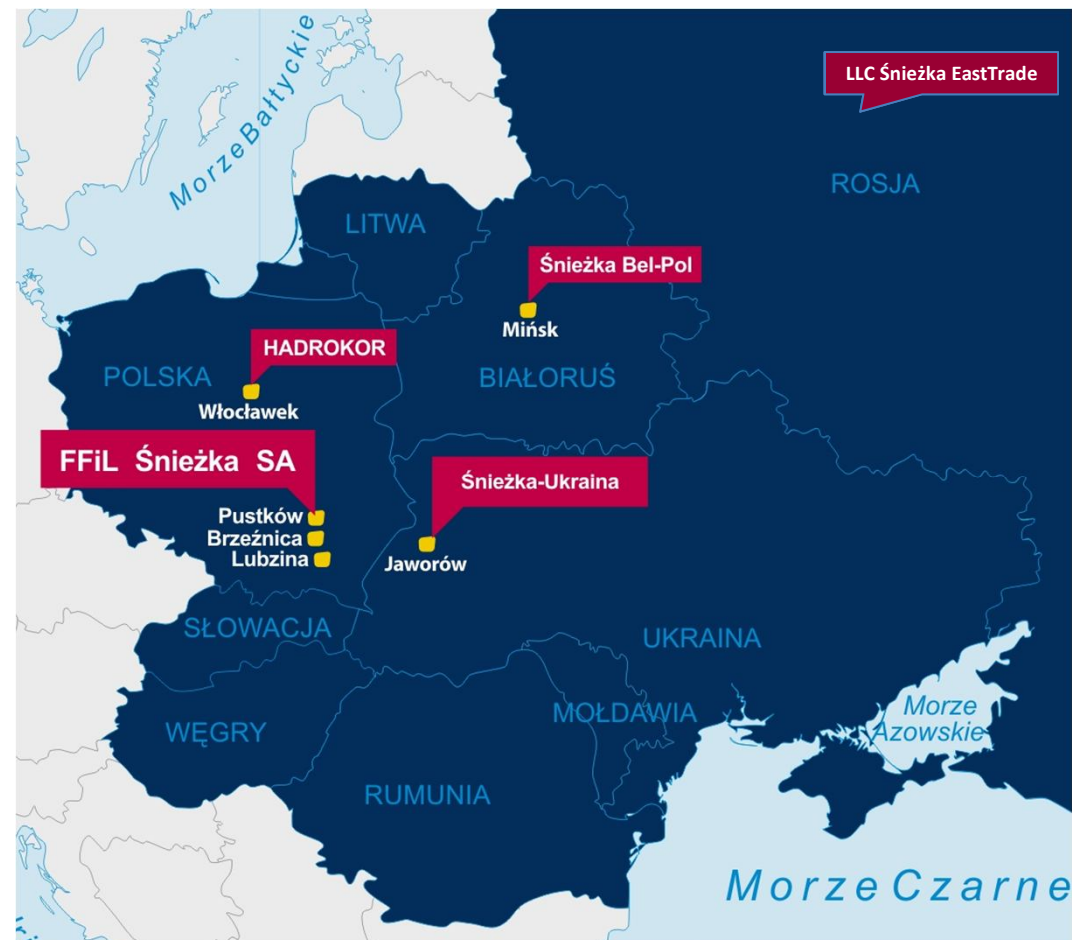 LLC Śnieżka EastTrade
Morze Bałtyckie
ROSJA
LITWA
Śnieżka Bel-Pol
Mińsk
HADROKOR
POLSKA
BIAŁORUŚ
Włocławek
FFiL Śnieżka SA
Śnieżka-Ukraina
Pustków
Brzeźnica
Lubzina
Jaworów
SŁOWACJA
UKRAINA
WĘGRY
MOŁDAWIA
Morze
Azowskie
RUMUNIA
Morze Czarne